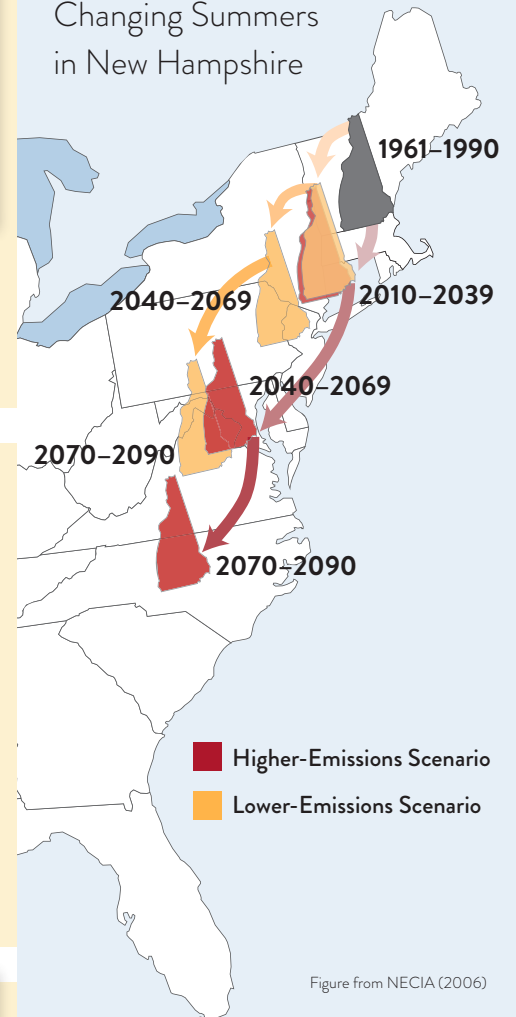 Changing Summers
in New Hampshire
1961–1990
2010–2039
2040–2069
2040–2069
2070–2090
2070–2090
Higher-Emissions Scenario
Lower-Emissions Scenario
Figure from NECIA (2006)